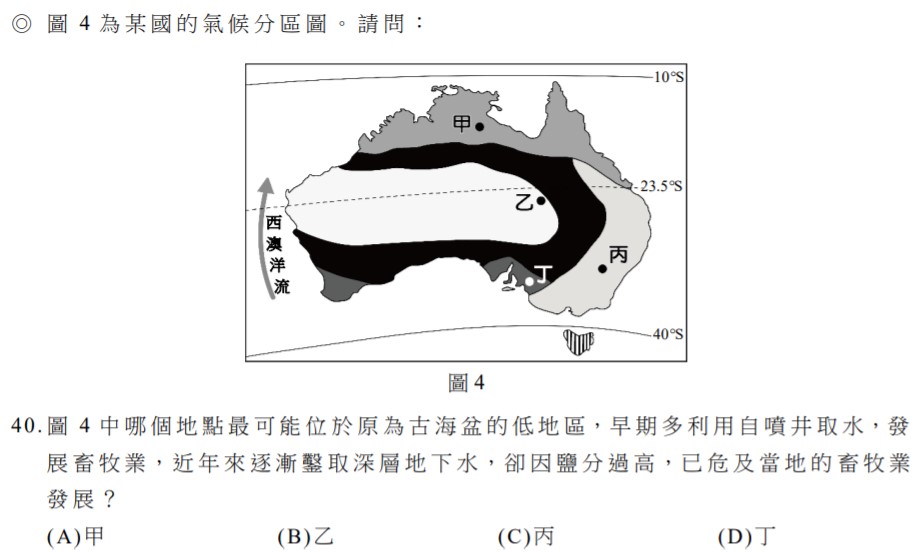 ◎ 圖 4 為某國的氣候分區圖。請問：
10°S
甲
23.5°S
乙
西澳洋流
丙
丁
40°S
圖 4
40.圖 4 中哪個地點最可能位於原為古海盆的低地區，早期多利用自噴井取水，發
展畜牧業，近年來逐漸鑿取深層地下水，卻因鹽分過高，已危及當地的畜牧業
發展？
(A)甲 (B)乙 (C)丙 (D)丁